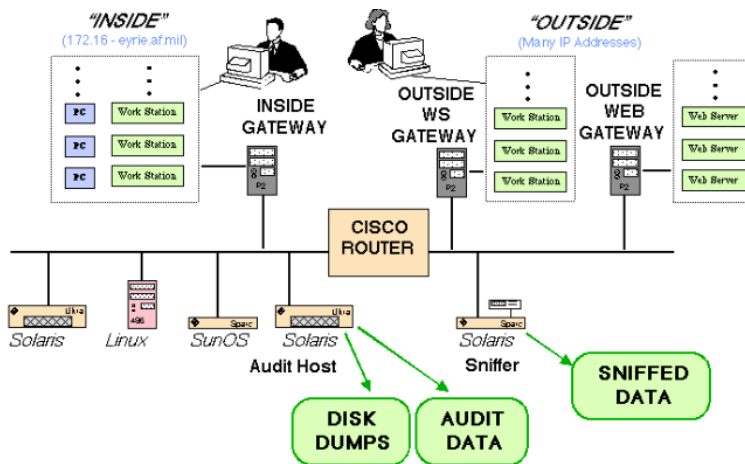 "INSIDE"
(172.16 - eyrie.af.mil)
"OUTSIDE"
(Many IP Addresses)
PC
Work Station
PC
Work Station
PC
Work Station
INSIDE
GATEWAY
P2
OUTSIDE
WS
GATEWAY
P2
Work Station
Work Station
Work Station
OUTSIDE
WEB
GATEWAY
P2
Web Server
Web Server
Web Server
CISCO
ROUTER
Ultra
Solaris
486
Linux
Sparc
SunOS
Ultra
Solaris
Audit Host
Sparc
Solaris
Sniffer
DISK
DUMPS
AUDIT
DATA
SNIFFED
DATA